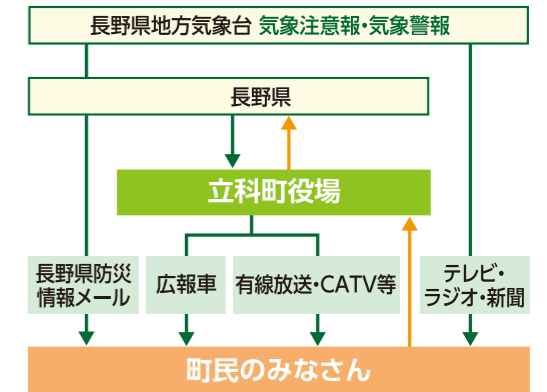 長野県地方気象台 気象注意報・気象警報
長野県
立科町役場
長野県防災
情報メール
広報車
有線放送・CATV等
テレビ・
ラジオ・新聞
町民のみなさん